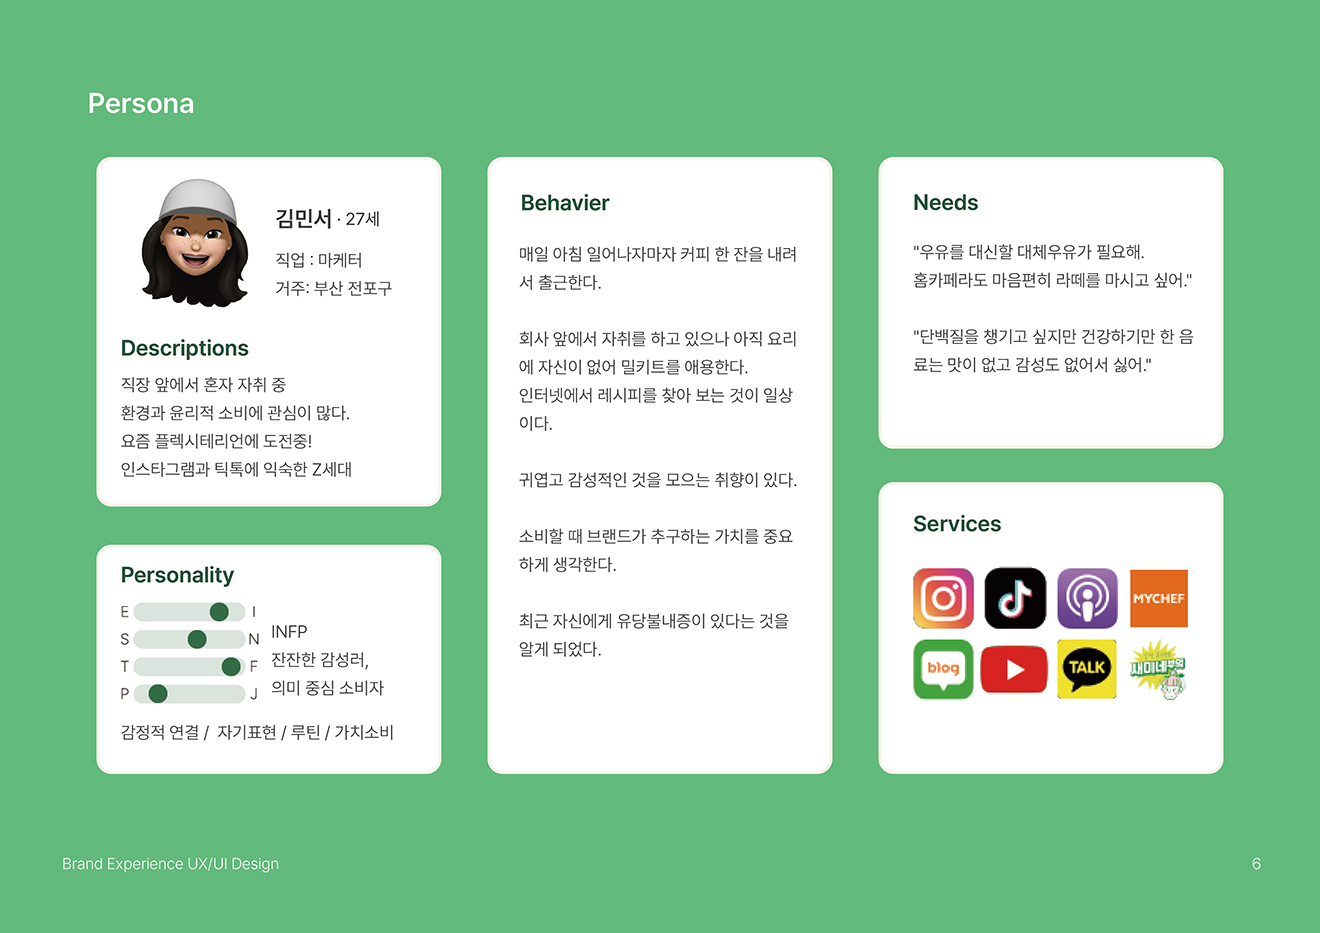 Persona
김민서 · 27세
직업 : 마케터
거주: 부산 전포구
Descriptions
직장 앞에서 혼자 자취 중
환경과 윤리적 소비에 관심이 많다.
요즘 플렉시테리언에 도전중!
인스타그램과 틱톡에 익숙한 Z세대
Personality
E I
S N
T F
P J
INFP
잔잔한 감성러,
의미 중심 소비자
감정적 연결 / 자기표현 / 루틴 / 가치소비
Behavier
매일 아침 일어나자마자 커피 한 잔을 내려
서 출근한다.
회사 앞에서 자취를 하고 있으나 아직 요리
에 자신이 없어 밀키트를 애용한다.
인터넷에서 레시피를 찾아 보는 것이 일상
이다.
귀엽고 감성적인 것을 모으는 취향이 있다.
소비할 때 브랜드가 추구하는 가치를 중요
하게 생각한다.
최근 자신에게 유당불내증이 있다는 것을
알게 되었다.
Needs
"우유를 대신할 대체우유가 필요해.
홈카페라도 마음편히 라떼를 마시고 싶어."
"단백질을 챙기고 싶지만 건강하기만 한 음
료는 맛이 없고 감성도 없어서 싫어."
Services
MYCHEF
blog
TALK
새미네부엌
Brand Experience UX/UI Design
6